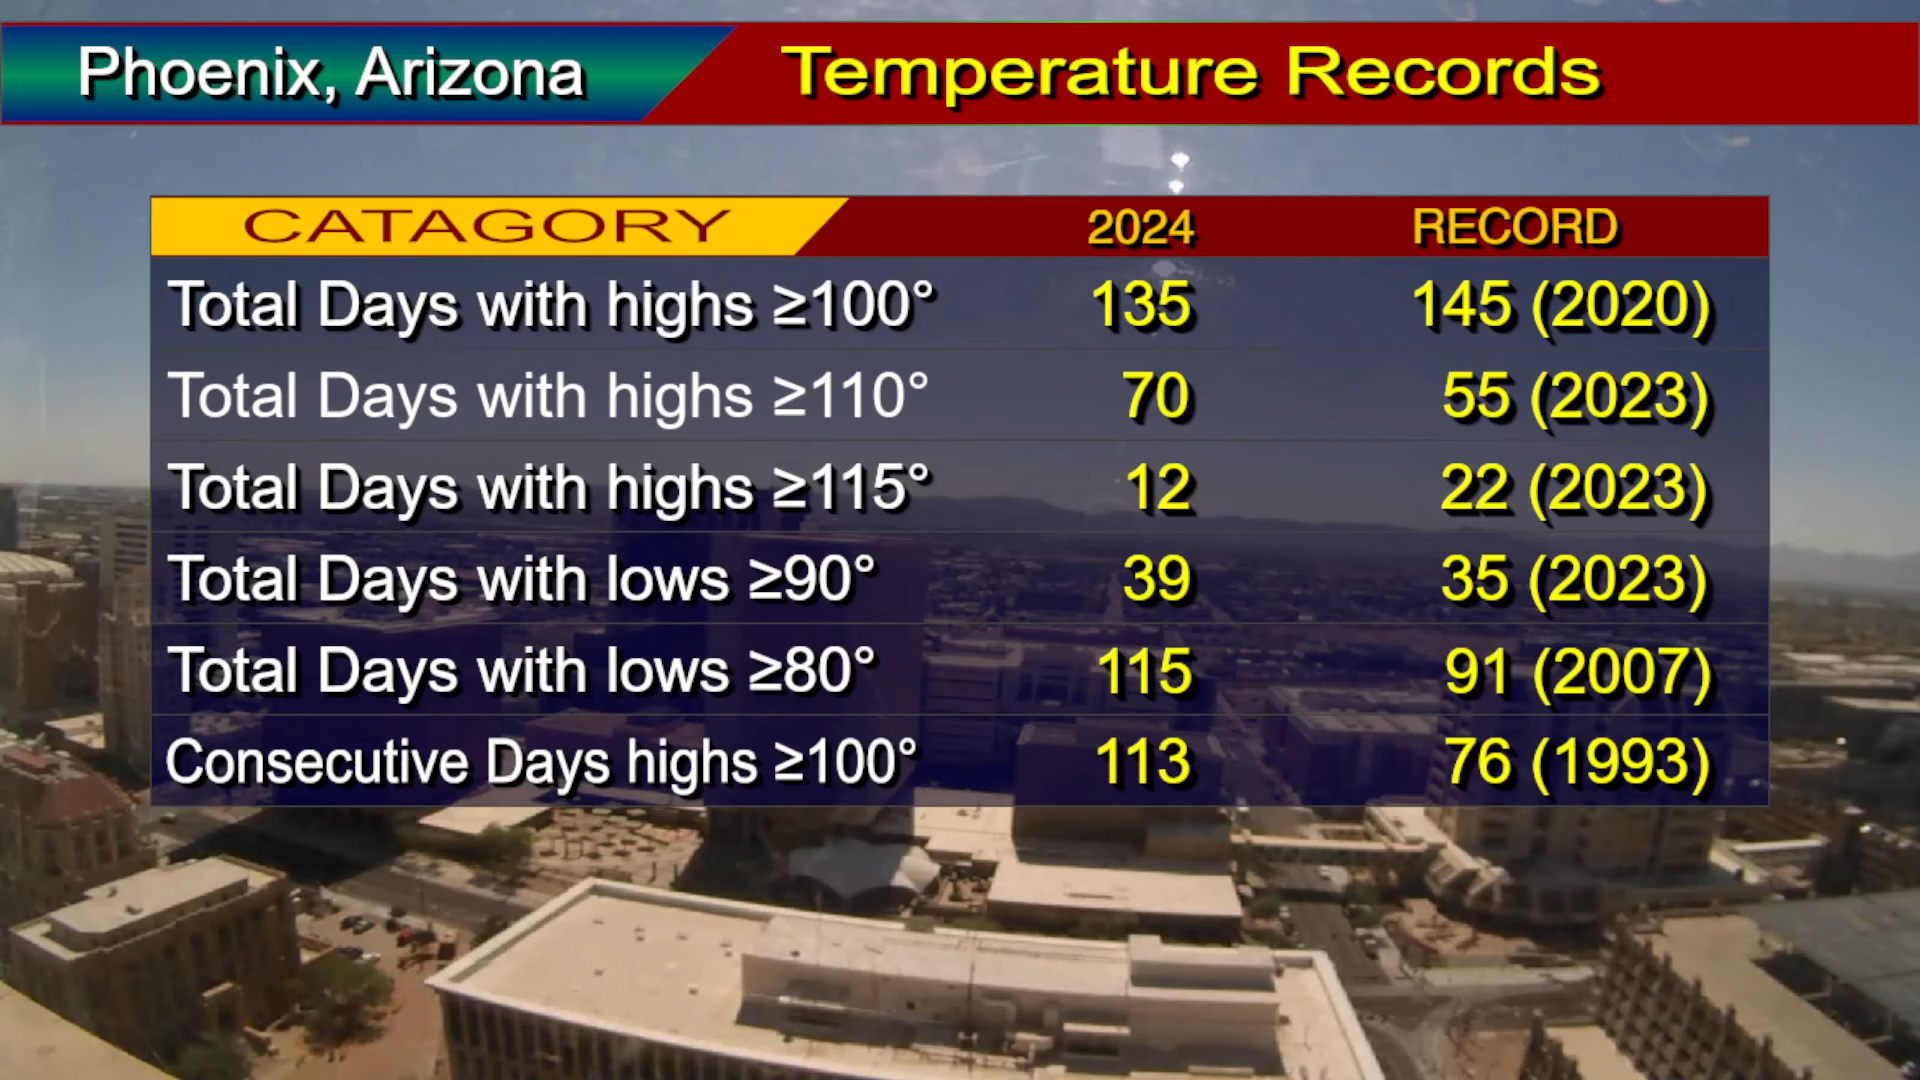 Phoenix, Arizona Temperature Records
CATAGORY 2024 RECORD
Total Days with highs ≥100° 135 145 (2020)
Total Days with highs ≥110° 70 55 (2023)
Total Days with highs ≥115° 12 22 (2023)
Total Days with lows ≥90° 39 35 (2023)
Total Days with lows ≥80° 115 91 (2007)
Consecutive Days highs ≥100° 113 76 (1993)